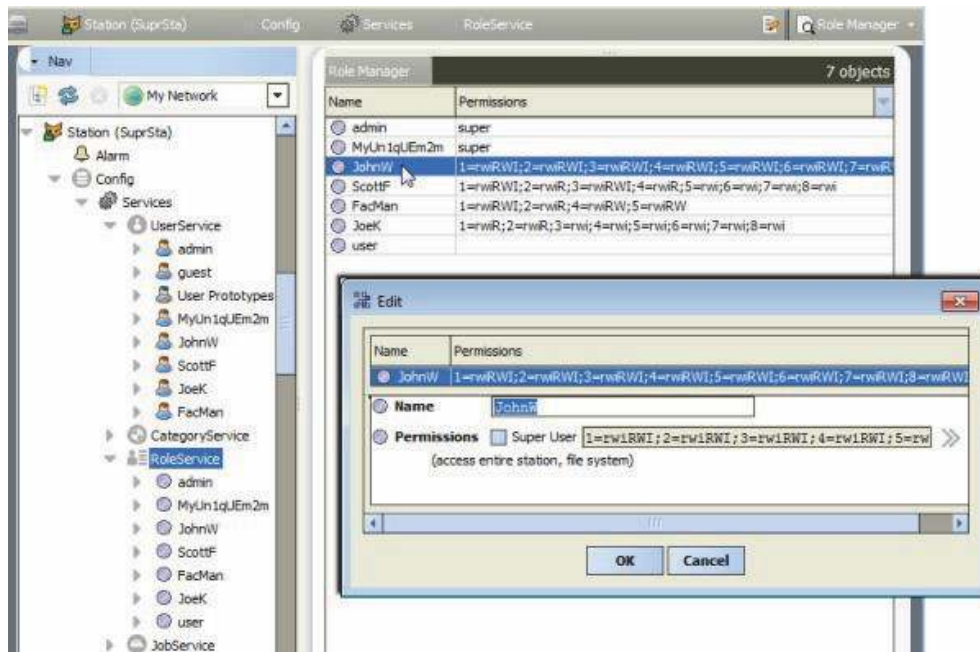 Station (SuprSta) Config Services RoleService Role Manager
Nav
My Network
Station (SuprSta)
Alarm
Config
Services
UserService
admin
guest
User Prototypes
MyUn1qUEm2m
JohnW
ScottF
JoeK
FacMan
CategoryService
RoleService
admin
MyUn1qUEm2m
JohnW
ScottF
FacMan
JoeK
user
JobService
Role Manager 7 objects
Name Permissions
admin super
MyUn1qUEm2m super
JohnW 1=rwiRWI;2=rwiRWI;3=rwiRWI;4=rwiRWI;5=rwiRWI;6=rwiRWI;7=rwiR
ScottF 1=rwiRWI;2=rwiR;3=rwiRWI;4=rwiR;5=rwi;6=rwi;7=rwi;8=rwi
FacMan 1=rwiRWI;2=rwiR;4=rwiRW;5=rwiRW
JoeK 1=rwiR;2=rwiR;3=rwi;4=rwi;5=rwi;6=rwi;7=rwi;8=rwi
user
Edit
Name Permissions
JohnW 1=rwiRWI;2=rwiRWI;3=rwiRWI;4=rwiRWI;5=rwiRWI;6=rwiRWI;7=rwiRWI;8=rwiRWI
Name JohnW
Permissions Super User 1=rwiRWI;2=rwiRWI;3=rwiRWI;4=rwiRWI;5=rw
(access entire station, file system)
OK Cancel